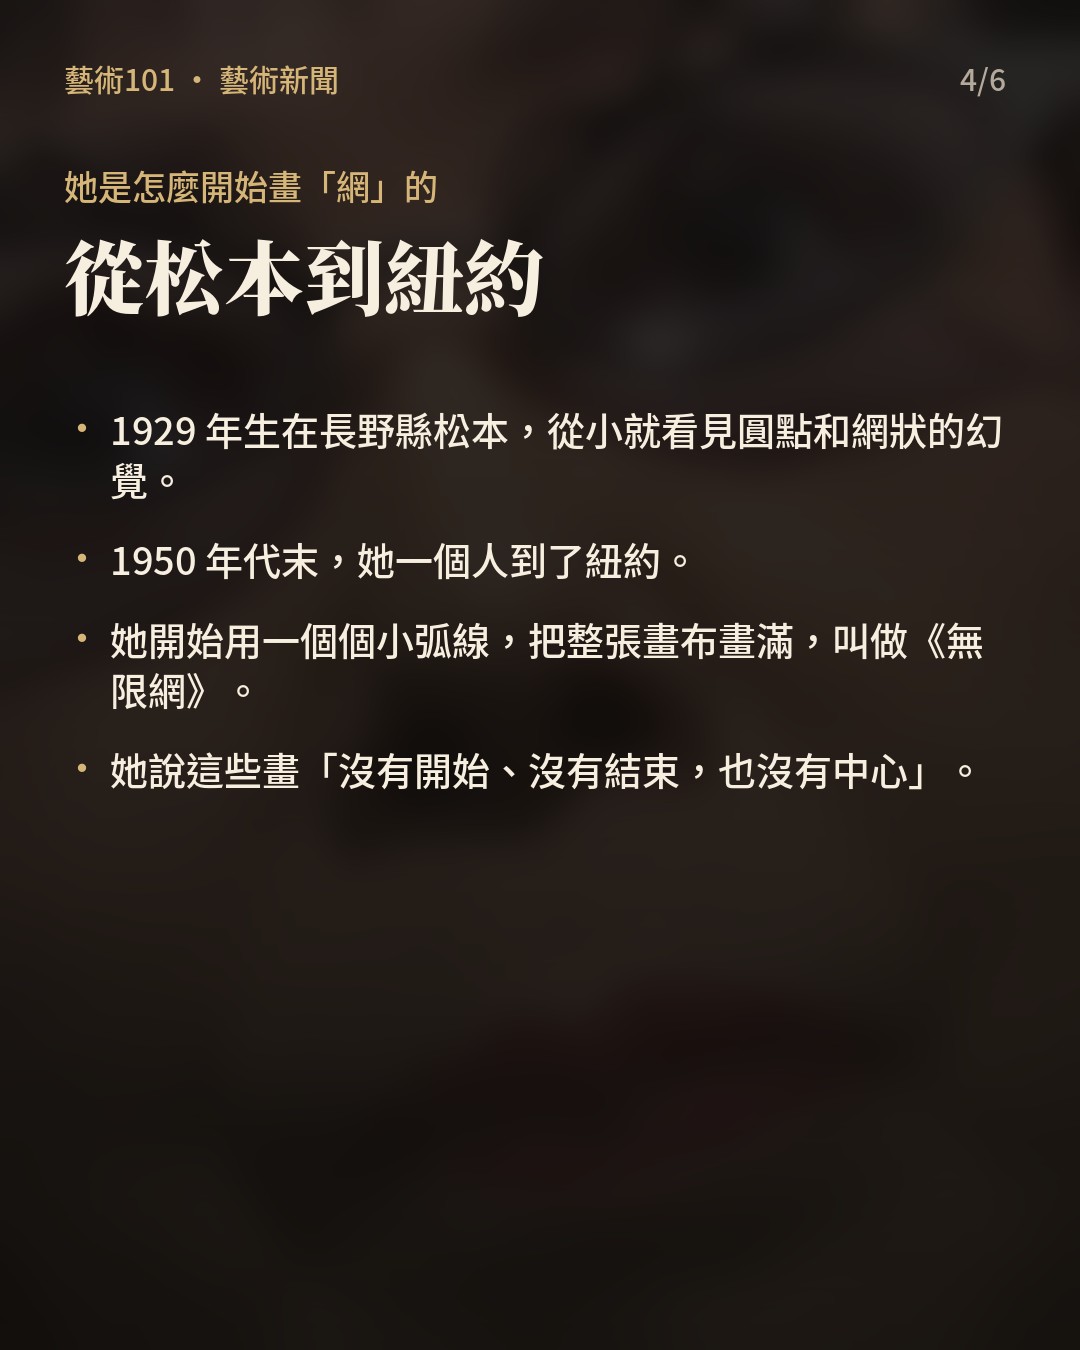 藝術101 · 藝術新聞
4/6
她是怎麼開始畫「網」的
從松本到紐約
• 1929 年生在長野縣松本，從小就看見圓點和網狀的幻
覺。
• 1950 年代末，她一個人到了紐約。
• 她開始用一個個小弧線，把整張畫布畫滿，叫做《無
限網》。
• 她說這些畫「沒有開始、沒有結束，也沒有中心」。